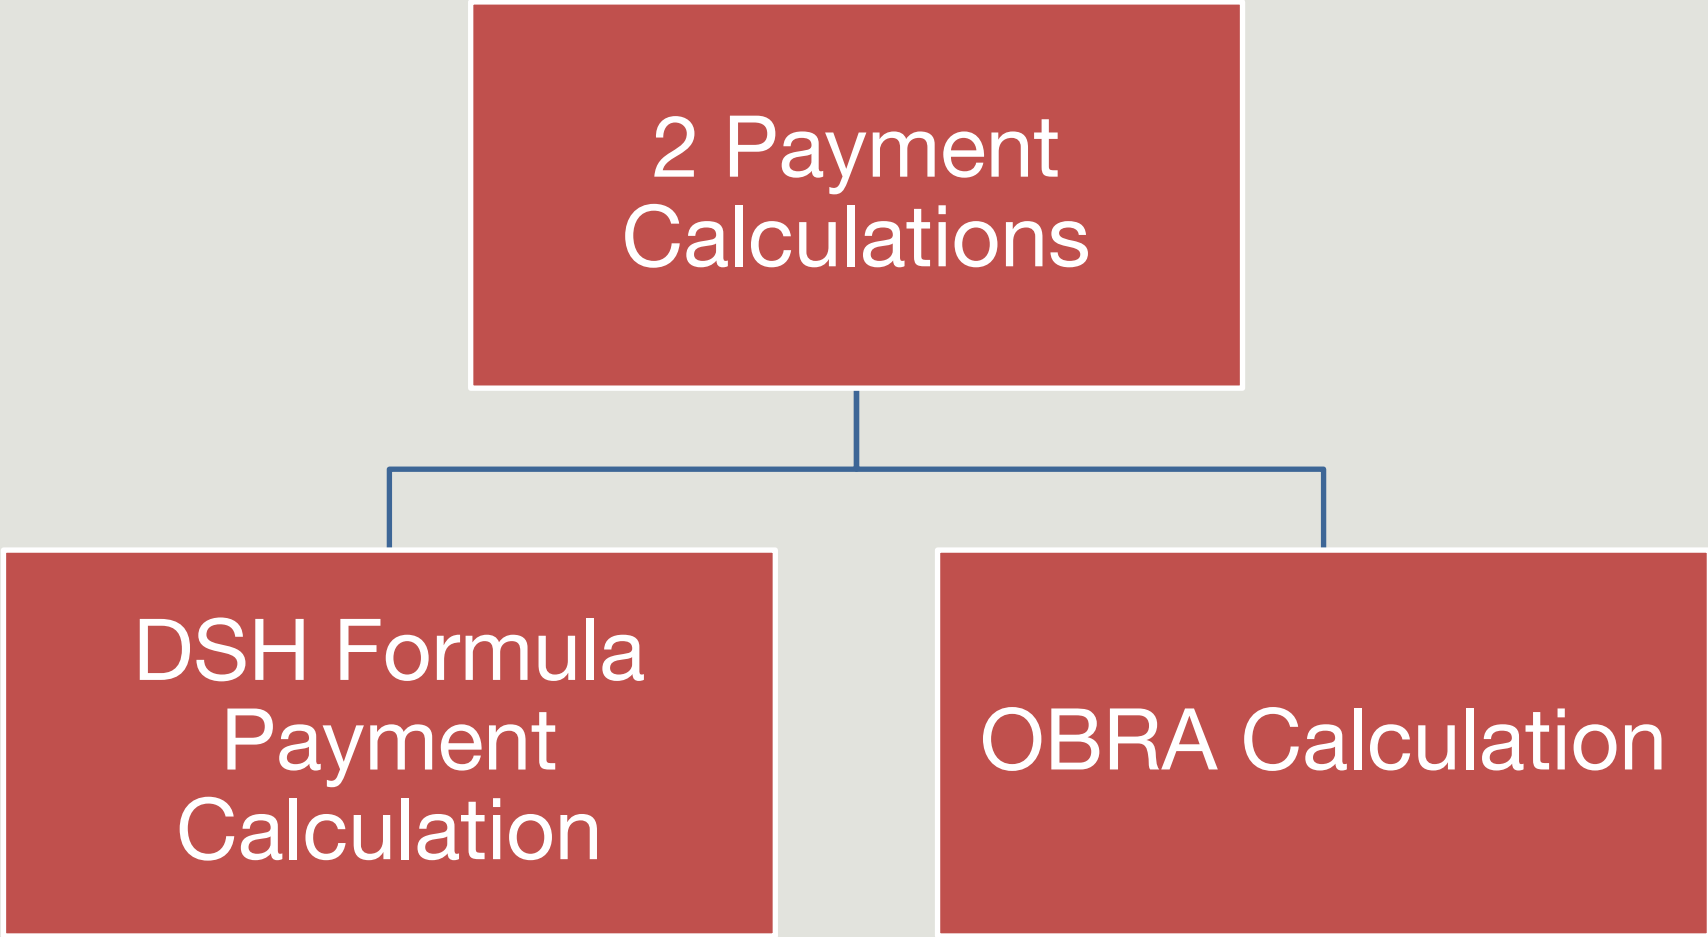 2 Payment
Calculations
DSH Formula
Payment
Calculation
OBRA Calculation